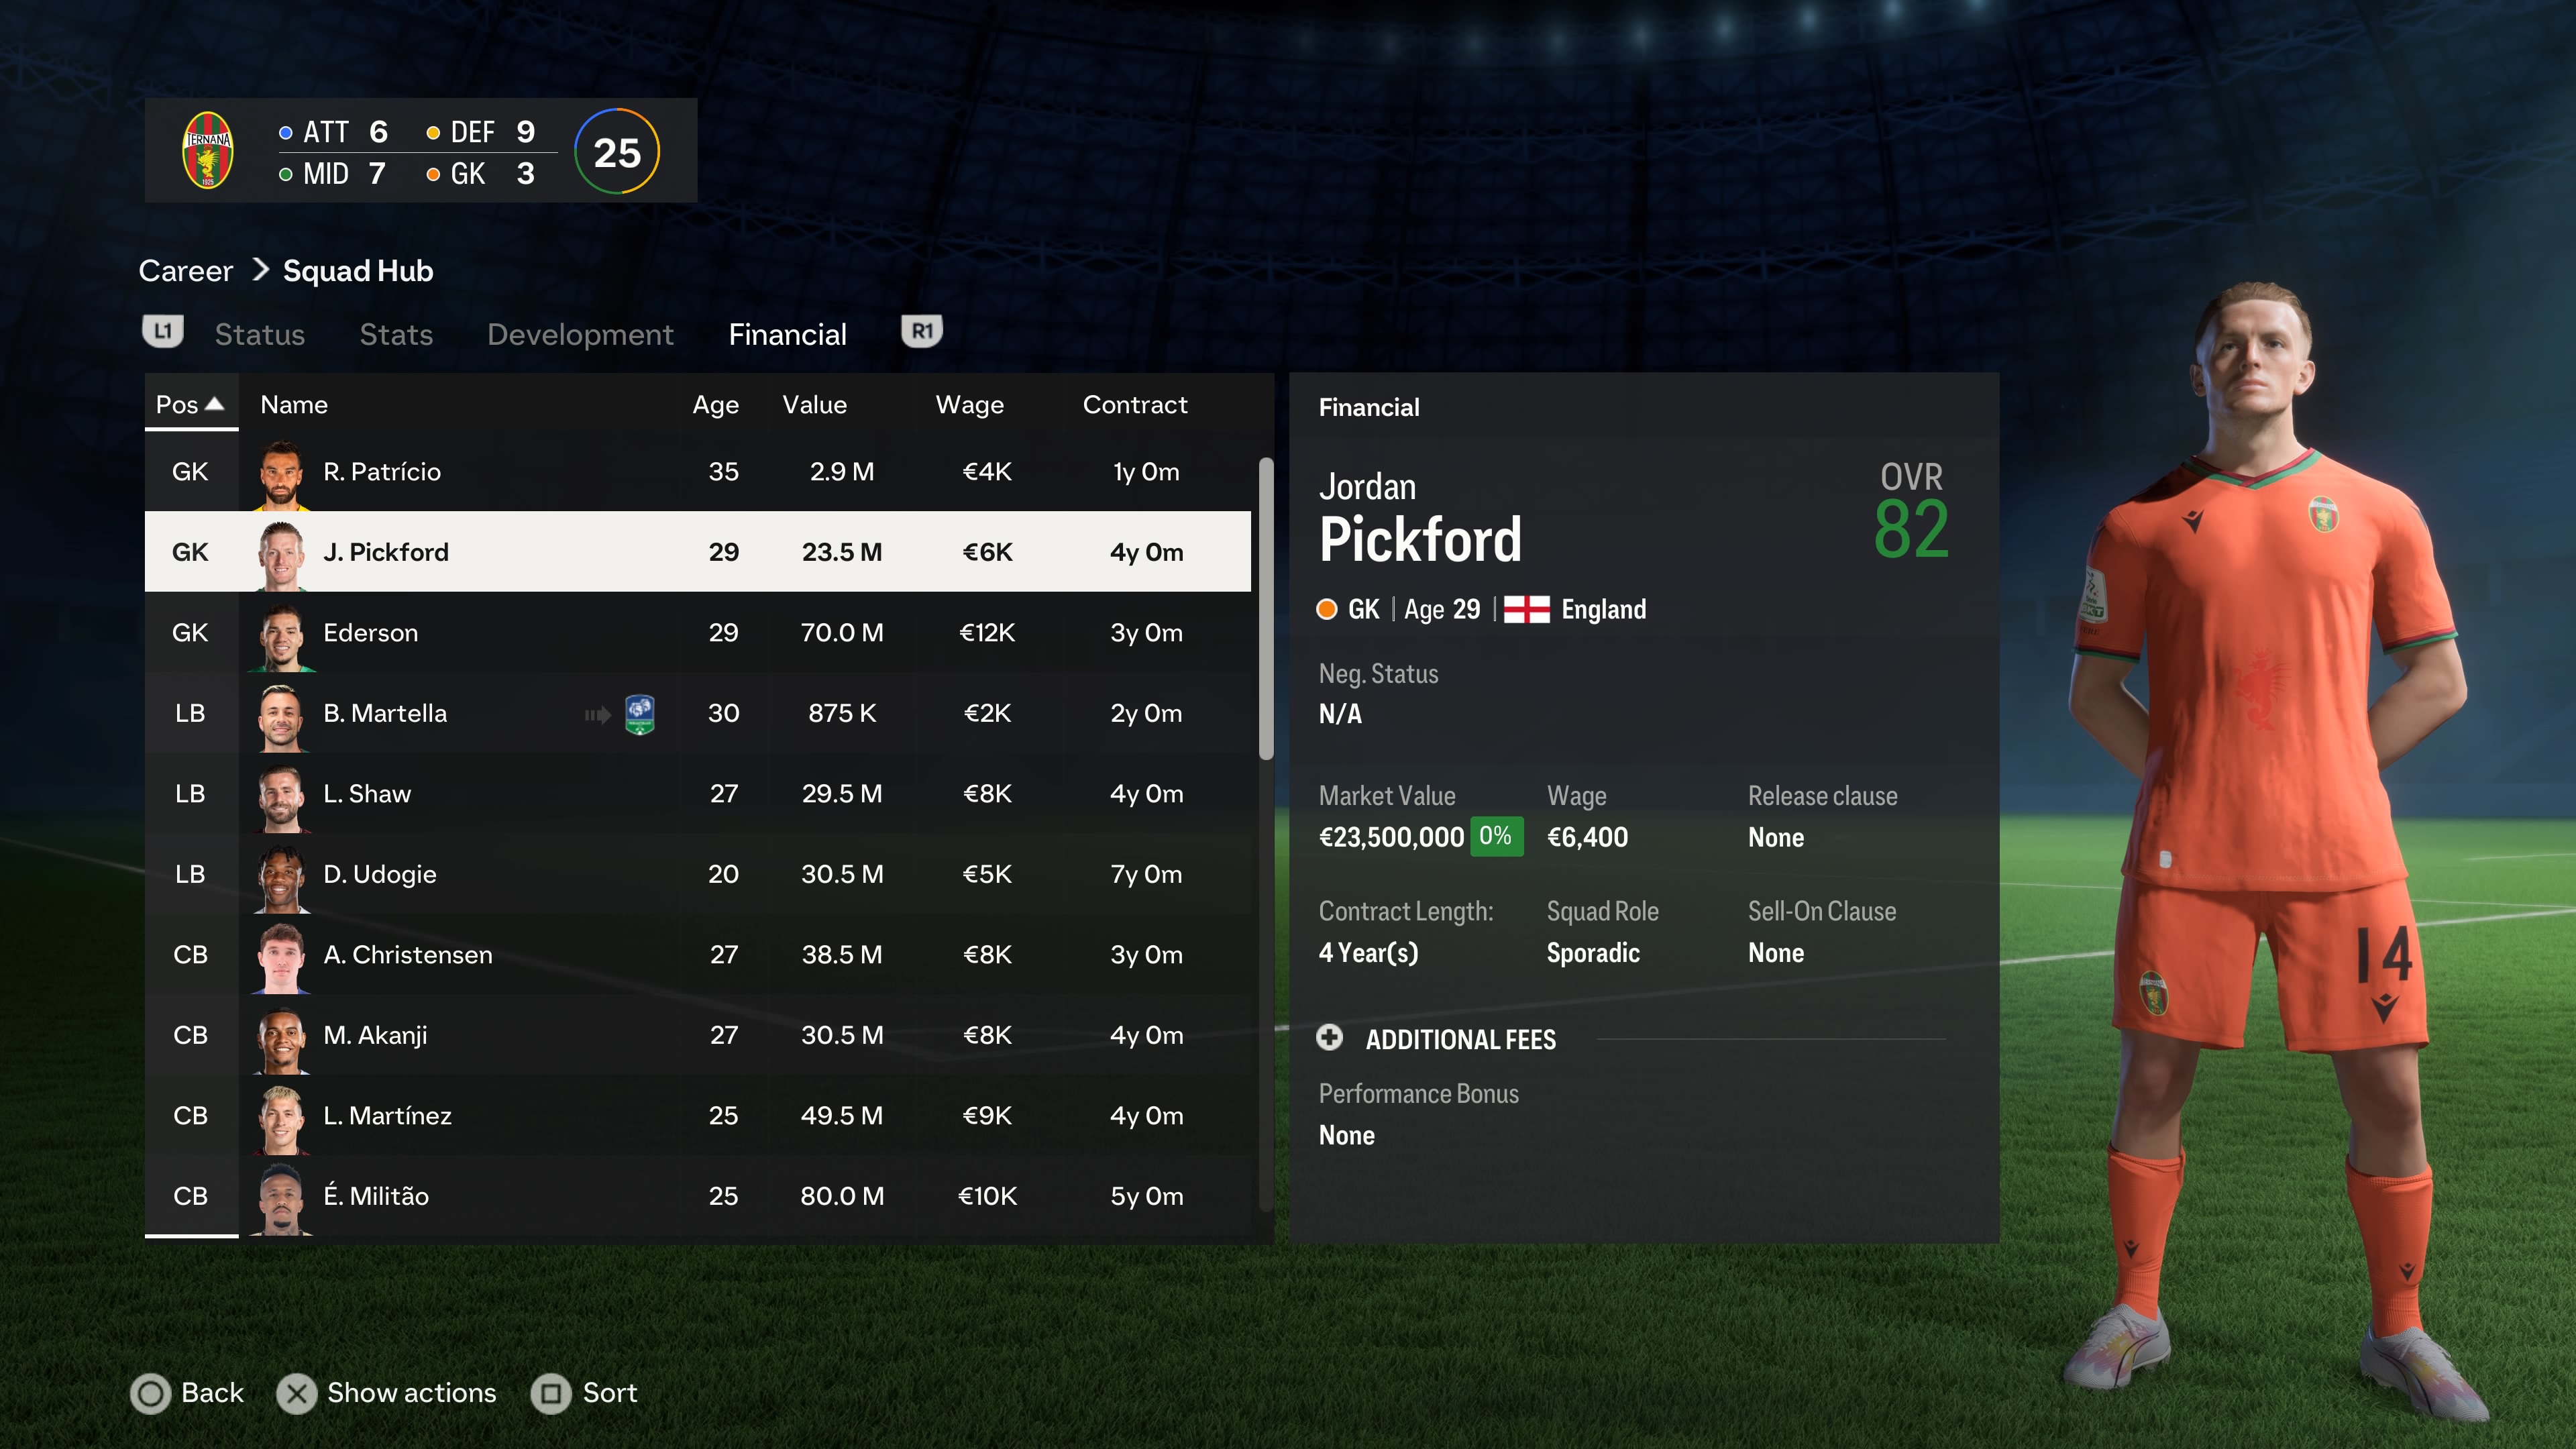 TERNANA
1925
ATT 6 DEF 9
MID 7 GK 3
25
Career > Squad Hub
L1 Status Stats Development Financial R1
Pos Name Age Value Wage Contract
GK R. Patrício 35 2.9 M €4K 1y 0m
GK J. Pickford 29 23.5 M €6K 4y 0m
GK Ederson 29 70.0 M €12K 3y 0m
LB B. Martella 30 875 K €2K 2y 0m
LB L. Shaw 27 29.5 M €8K 4y 0m
LB D. Udogie 20 30.5 M €5K 7y 0m
CB A. Christensen 27 38.5 M €8K 3y 0m
CB M. Akanji 27 30.5 M €8K 4y 0m
CB L. Martínez 25 49.5 M €9K 4y 0m
CB É. Militão 25 80.0 M €10K 5y 0m
Financial
Jordan
Pickford
OVR
82
GK | Age 29 | England
Neg. Status
N/A
Market Value Wage Release clause
€23,500,000 0% €6,400 None
Contract Length: Squad Role Sell-On Clause
4 Year(s) Sporadic None
ADDITIONAL FEES
Performance Bonus
None
14
Back Show actions Sort